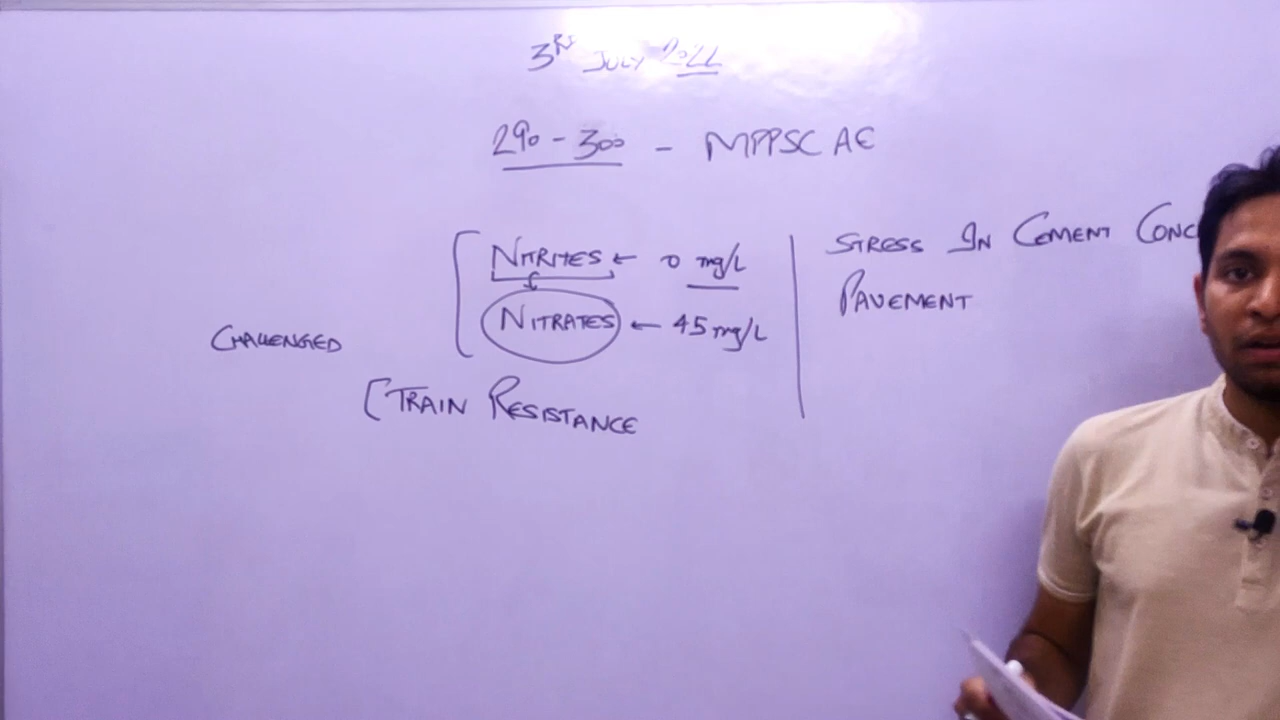 3RD JULY 2022
290 - 300 - MPPSC AE
NITRITES ← 0 mg/L
NITRATES ← 45 mg/L
CHALLENGED
TRAIN RESISTANCE
STRESS IN CEMENT CONC
PAVEMENT